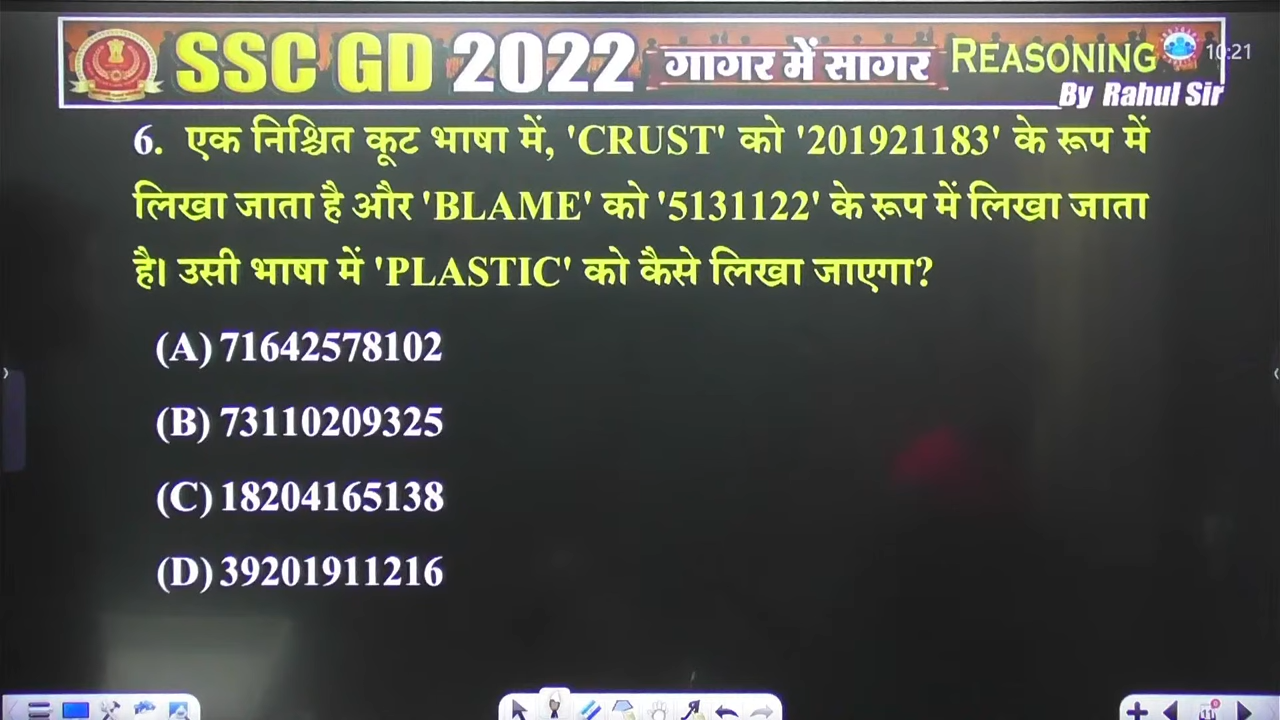 SSC GD 2022 गागर में सागर REASONING
10:21
By Rahul Sir
6. एक निश्चित कूट भाषा में, 'CRUST' को '201921183' के रूप में
लिखा जाता है और 'BLAME' को '5131122' के रूप में लिखा जाता
है। उसी भाषा में 'PLASTIC' को कैसे लिखा जाएगा?
(A) 71642578102
(B) 73110209325
(C) 18204165138
(D) 39201911216